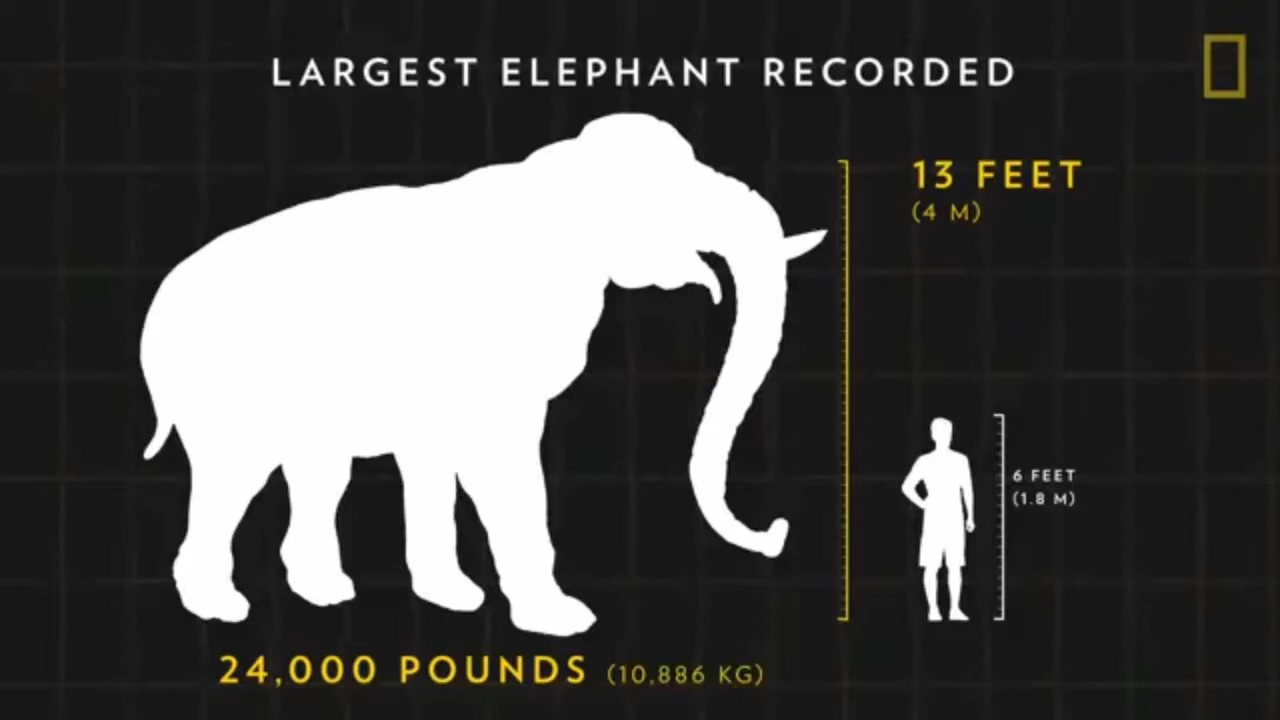 LARGEST ELEPHANT RECORDED
13 FEET
(4 M)
6 FEET
(1.8 M)
24,000 POUNDS (10,886 KG)